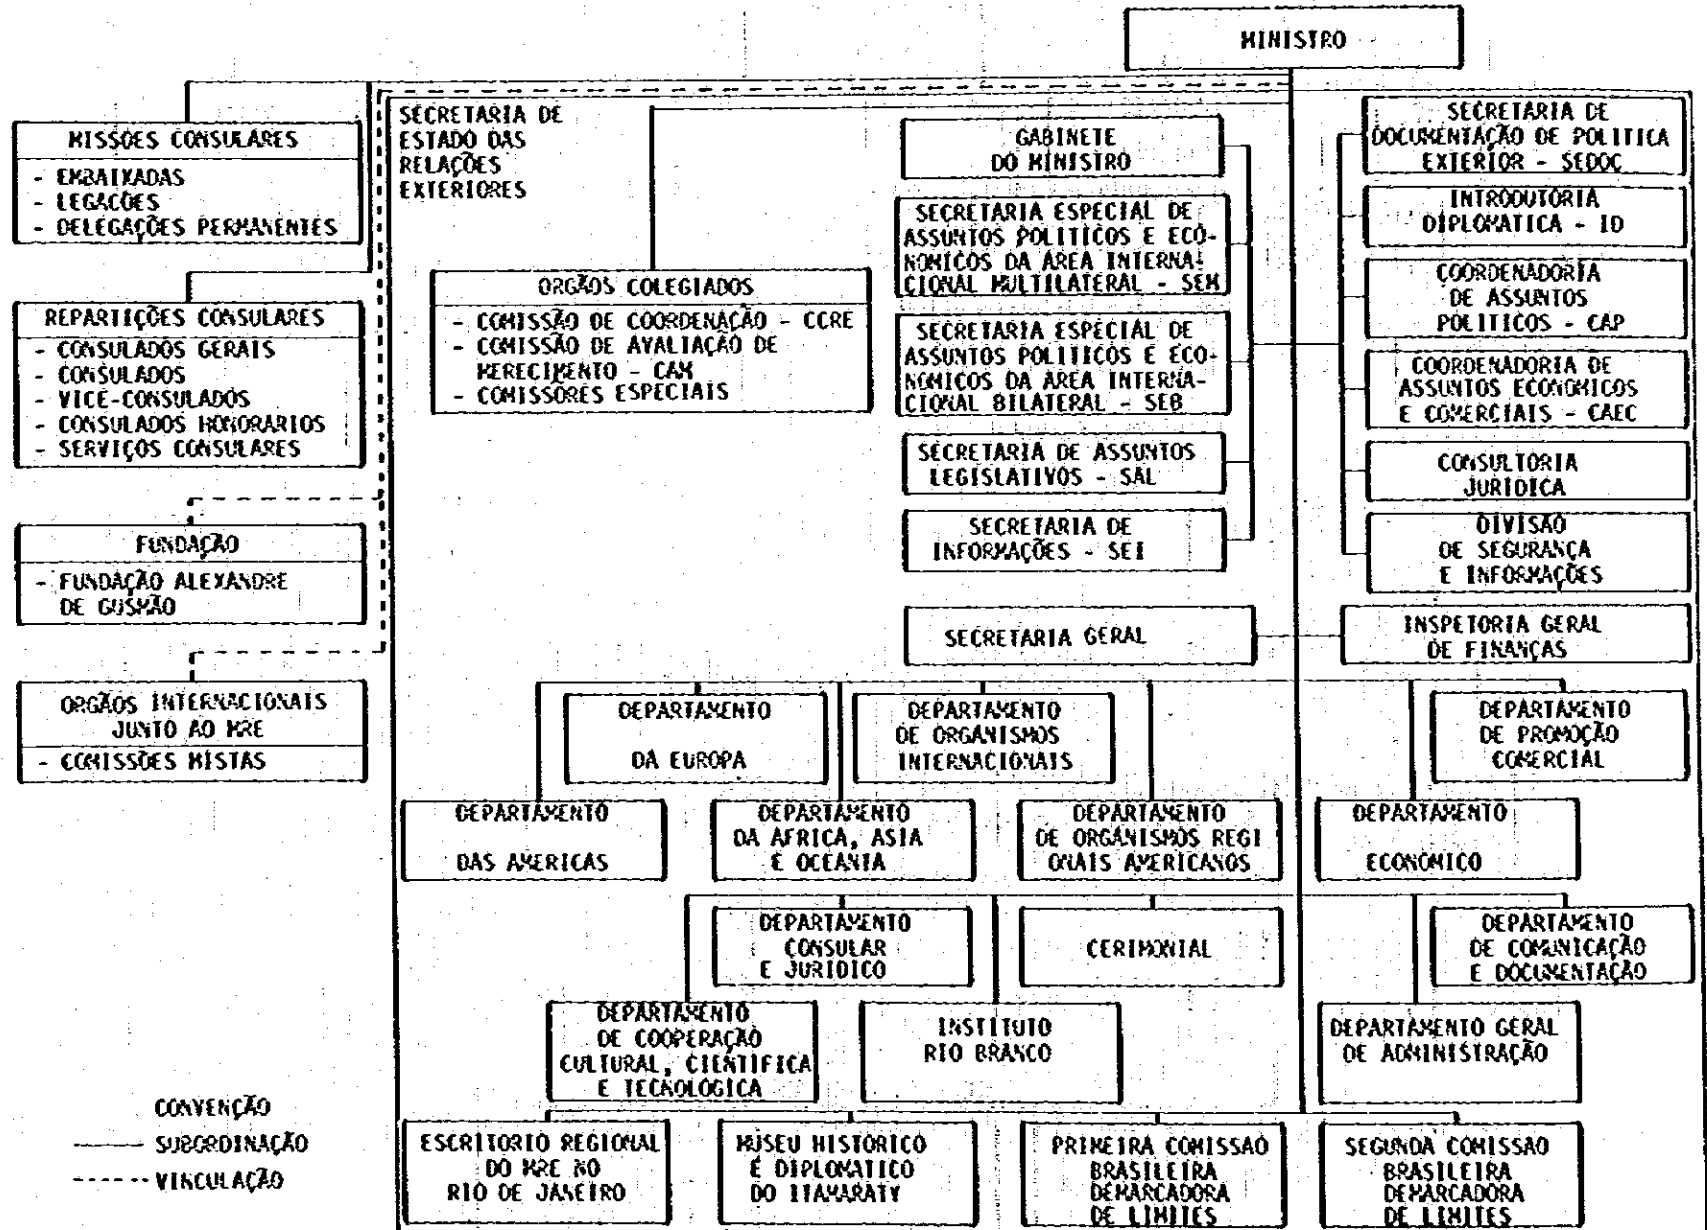 MINISTRO
MISSÕES CONSULARES
- EMBAIXADAS
- LEGACÕES
- DELEGAÇÕES PERMANENTES
REPARTIÇÕES CONSULARES
- CONSULADOS GERAIS
- CONSULADOS
- VICE-CONSULADOS
- CONSULADOS HONORARIOS
- SERVIÇOS CONSULARES
FUNDAÇÃO
- FUNDAÇÃO ALEXANDRE
DE GUSMÃO
ORGÃOS INTERNACIONAIS
JUNTO AO MRE
- COMISSÕES MISTAS
SECRETARIA DE
ESTADO DAS
RELAÇÕES
EXTERIORES
ORGÃOS COLEGIADOS
- COMISSÃO DE COORDENAÇÃO - CCRE
- COMISSÃO DE AVALIAÇÃO DE
MERECIMENTO - CAM
- COMISSORES ESPECIAIS
GABINETE
DO MINISTRO
SECRETARIA ESPECIAL DE
ASSUNTOS POLITICOS E ECO-
NOMICOS DA AREA INTERNA-
CIONAL MULTILATERAL - SEM
SECRETARIA ESPECIAL DE
ASSUNTOS POLITICOS E ECO-
NOMICOS DA AREA INTERNA-
CIONAL BILATERAL - SEB
SECRETARIA DE ASSUNTOS
LEGISLATIVOS - SAL
SECRETARIA DE
INFORMAÇÕES - SEI
SECRETARIA GERAL
SECRETARIA DE
DOCUMENTAÇÃO DE POLITICA
EXTERIOR - SEDOC
INTRODUTORIA
DIPLOMATICA - ID
COORDENADORIA
DE ASSUNTOS
POLITICOS - CAP
COORDENADORIA DE
ASSUNTOS ECONOMICOS
E COMERCIAIS - CAEC
CONSULTORIA
JURIDICA
DIVISÃO
DE SEGURANÇA
E INFORMAÇÕES
INSPETORIA GERAL
DE FINANÇAS
DEPARTAMENTO
DA EUROPA
DEPARTAMENTO
DE ORGANISMOS
INTERNACIONAIS
DEPARTAMENTO
DE PROMOÇÃO
COMERCIAL
DEPARTAMENTO
DAS AMERICAS
DEPARTAMENTO
DA AFRICA, ASIA
E OCEANIA
DEPARTAMENTO
DE ORGANISMOS REGI
ONAIS AMERICANOS
DEPARTAMENTO
ECONOMICO
DEPARTAMENTO
CONSULAR
E JURIDICO
CERIMONIAL
DEPARTAMENTO
DE COMUNICAÇÃO
E DOCUMENTAÇÃO
DEPARTAMENTO
DE COOPERAÇÃO
CULTURAL, CIENTIFICA
E TECNOLOGICA
INSTITUTO
RIO BRANCO
DEPARTAMENTO GERAL
DE ADMINISTRAÇÃO
ESCRITORIO REGIONAL
DO MRE NO
RIO DE JANEIRO
MUSEU HISTORICO
E DIPLOMATICO
DO ITAMARATY
PRIMEIRA COMISSAO
BRASILEIRA
DEMARCADORA
DE LIMITES
SEGUNDA COMISSAO
BRASILEIRA
DEMARCADORA
DE LIMITES
CONVENÇÃO
SUBORDINAÇÃO
VINCULAÇÃO